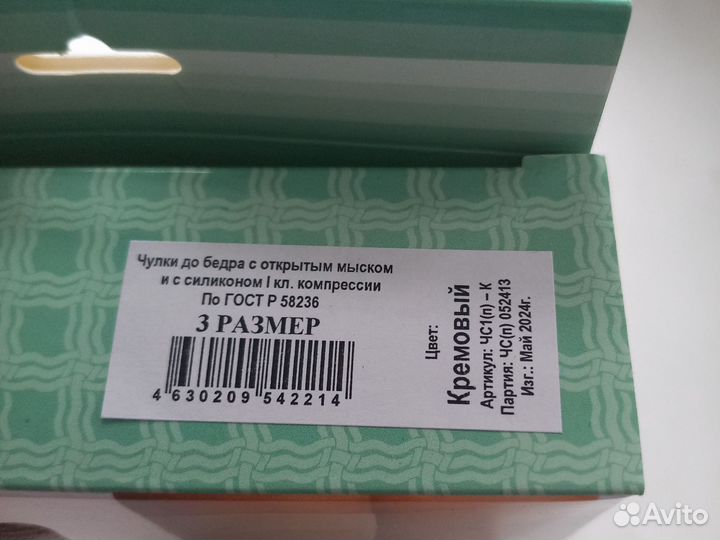 Чулки до бедра с открытым мыском
и с силиконом I кл. компрессии
По ГОСТ Р 58236
3 РАЗМЕР
4 630209 542214
Цвет:
Кремовый
Артикул: ЧС1(п) – К
Партия: ЧС(п) 052413
Изг.: Май 2024г.
Avito